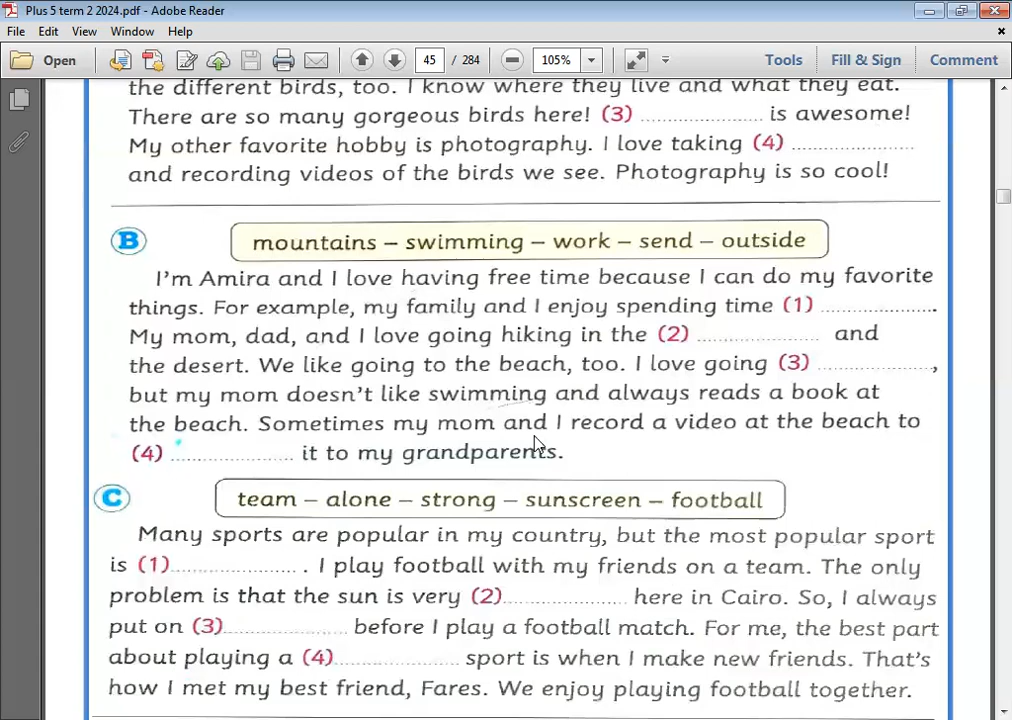 Plus 5 term 2 2024.pdf - Adobe Reader
File Edit View Window Help
Open 45 / 284 105% Tools Fill & Sign Comment
the different birds, too. I know where they live and what they eat.
There are so many gorgeous birds here! (3) .......................... is awesome!
My other favorite hobby is photography. I love taking (4) ..........................
and recording videos of the birds we see. Photography is so cool!
B mountains – swimming – work – send – outside
I'm Amira and I love having free time because I can do my favorite
things. For example, my family and I enjoy spending time (1) .......................... .
My mom, dad, and I love going hiking in the (2) .......................... and
the desert. We like going to the beach, too. I love going (3) .......................... ,
but my mom doesn't like swimming and always reads a book at
the beach. Sometimes my mom and I record a video at the beach to
(4) .......................... it to my grandparents.
C team – alone – strong – sunscreen – football
Many sports are popular in my country, but the most popular sport
is (1) .......................... . I play football with my friends on a team. The only
problem is that the sun is very (2) .......................... here in Cairo. So, I always
put on (3) .......................... before I play a football match. For me, the best part
about playing a (4) .......................... sport is when I make new friends. That's
how I met my best friend, Fares. We enjoy playing football together.